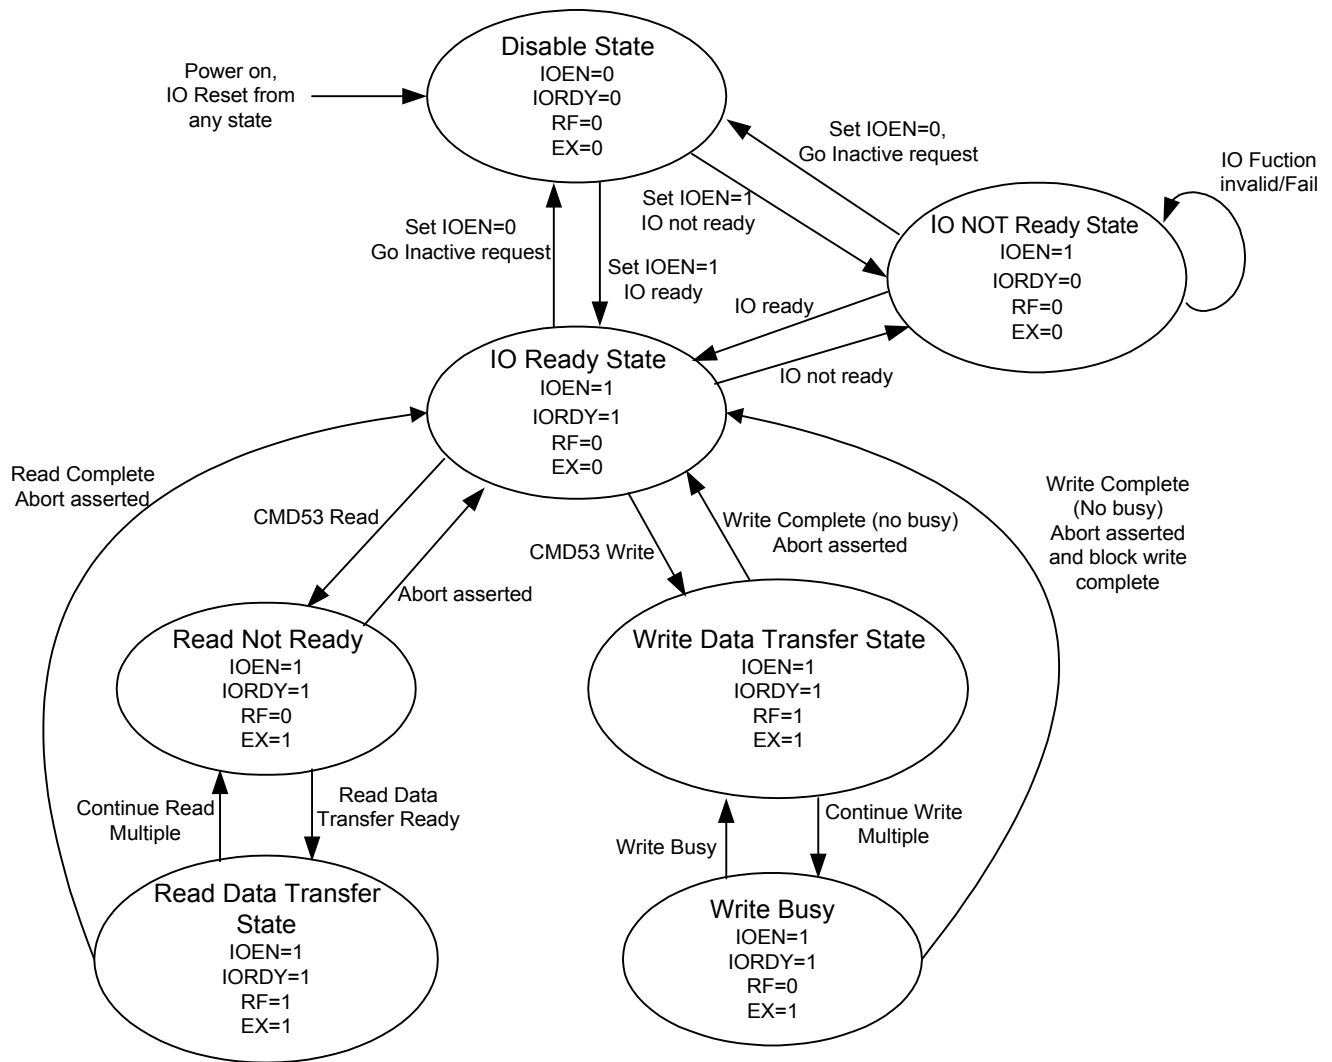 Disable State
IOEN=0
IORDY=0
RF=0
EX=0
Power on,
IO Reset from
any state
Set IOEN=0,
Go Inactive request
IO Fuction
invalid/Fail
Set IOEN=1
IO not ready
Set IOEN=0
Go Inactive request
Set IOEN=1
IO ready
IO NOT Ready State
IOEN=1
IORDY=0
RF=0
EX=0
IO ready
IO not ready
IO Ready State
IOEN=1
IORDY=1
RF=0
EX=0
Read Complete
Abort asserted
CMD53 Read
Abort asserted
CMD53 Write
Write Complete (no busy)
Abort asserted
Write Complete
(No busy)
Abort asserted
and block write
complete
Read Not Ready
IOEN=1
IORDY=1
RF=0
EX=1
Write Data Transfer State
IOEN=1
IORDY=1
RF=1
EX=1
Continue Read
Multiple
Read Data
Transfer Ready
Write Busy
Continue Write
Multiple
Read Data Transfer
State
IOEN=1
IORDY=1
RF=1
EX=1
Write Busy
IOEN=1
IORDY=1
RF=0
EX=1